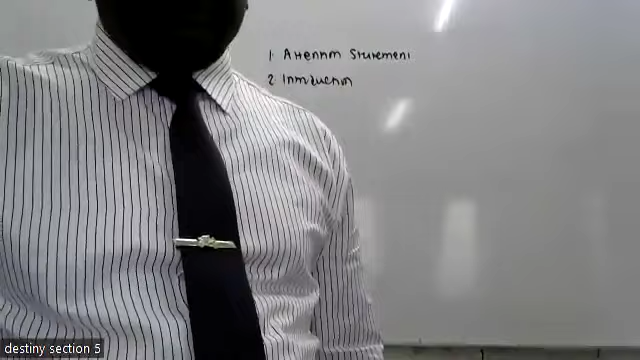 1. Attention Statement
2. Introduction
destiny section 5